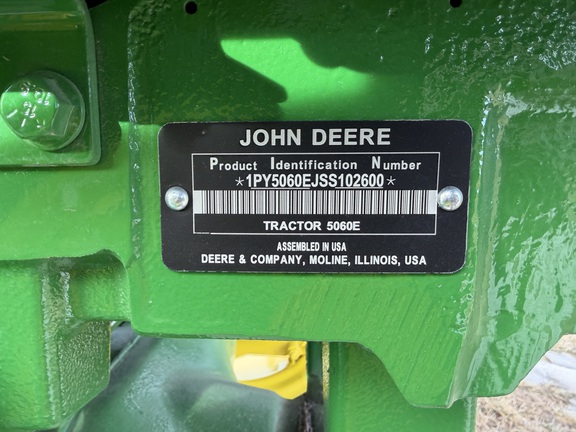 JOHN DEERE
Product Identification Number
*1PY5060EJSS102600*
TRACTOR 5060E
ASSEMBLED IN USA
DEERE & COMPANY, MOLINE, ILLINOIS, USA